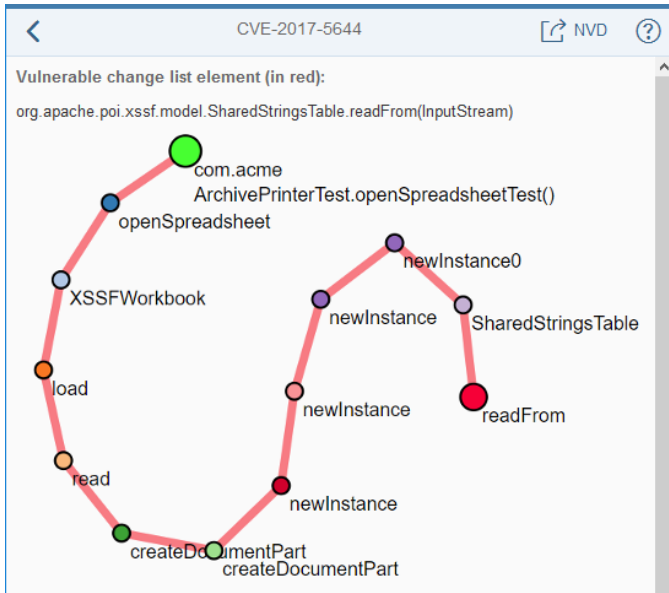 CVE-2017-5644
NVD
?
Vulnerable change list element (in red):
org.apache.poi.xssf.model.SharedStringsTable.readFrom(InputStream)
com.acme
ArchivePrinterTest.openSpreadsheetTest()
openSpreadsheet
newInstance0
XSSFWorkbook
newInstance
SharedStringsTable
load
newInstance
readFrom
read
newInstance
createDocumentPart
createDocumentPart